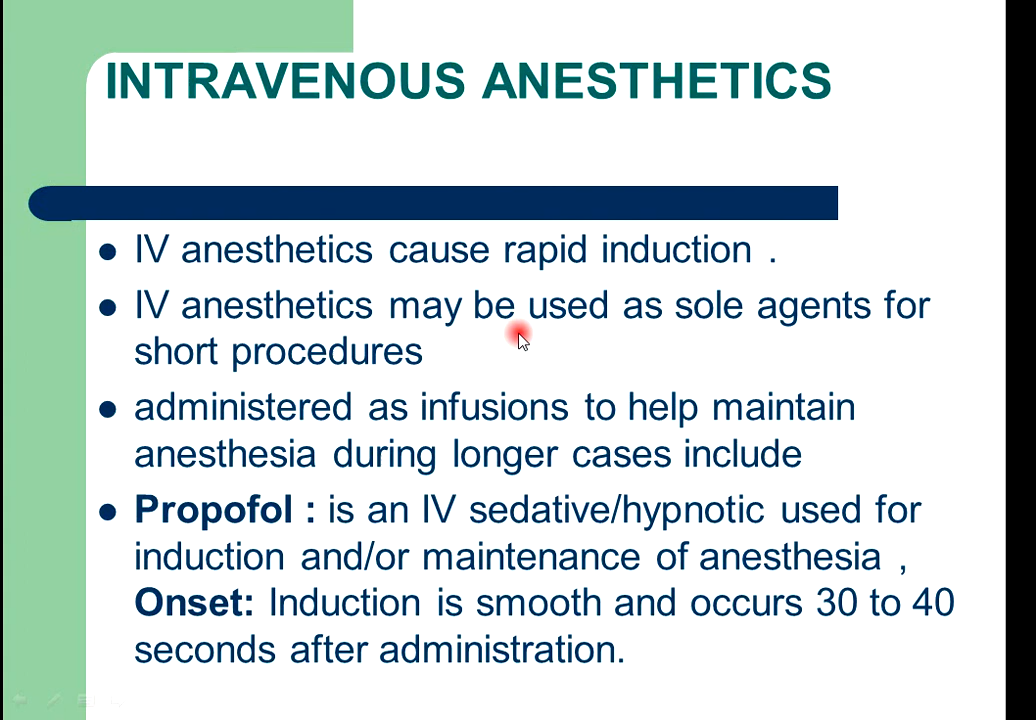 INTRAVENOUS ANESTHETICS
IV anesthetics cause rapid induction .
IV anesthetics may be used as sole agents for
short procedures
administered as infusions to help maintain
anesthesia during longer cases include
Propofol : is an IV sedative/hypnotic used for
induction and/or maintenance of anesthesia ,
Onset: Induction is smooth and occurs 30 to 40
seconds after administration.